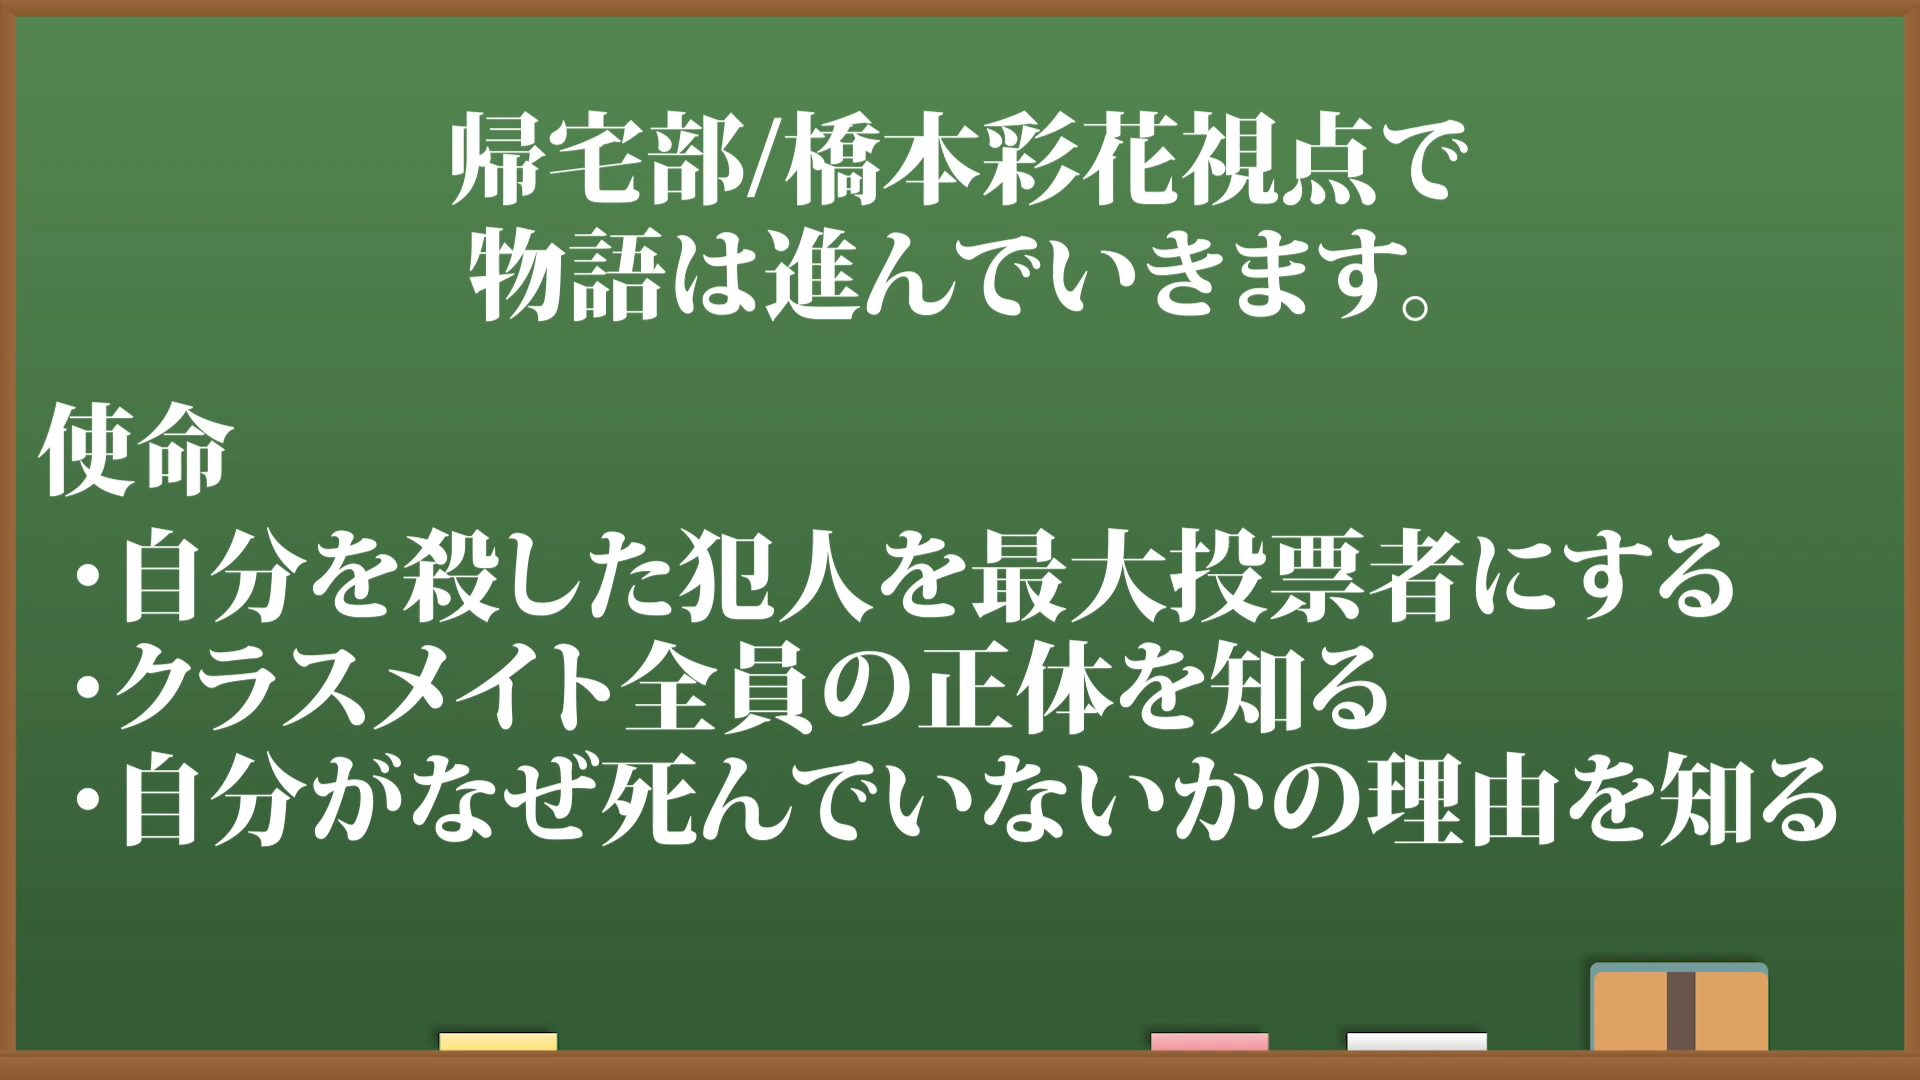 帰宅部/橋本彩花視点で
物語は進んでいきます。
使命
・自分を殺した犯人を最大投票者にする
・クラスメイト全員の正体を知る
・自分がなぜ死んでいないかの理由を知る